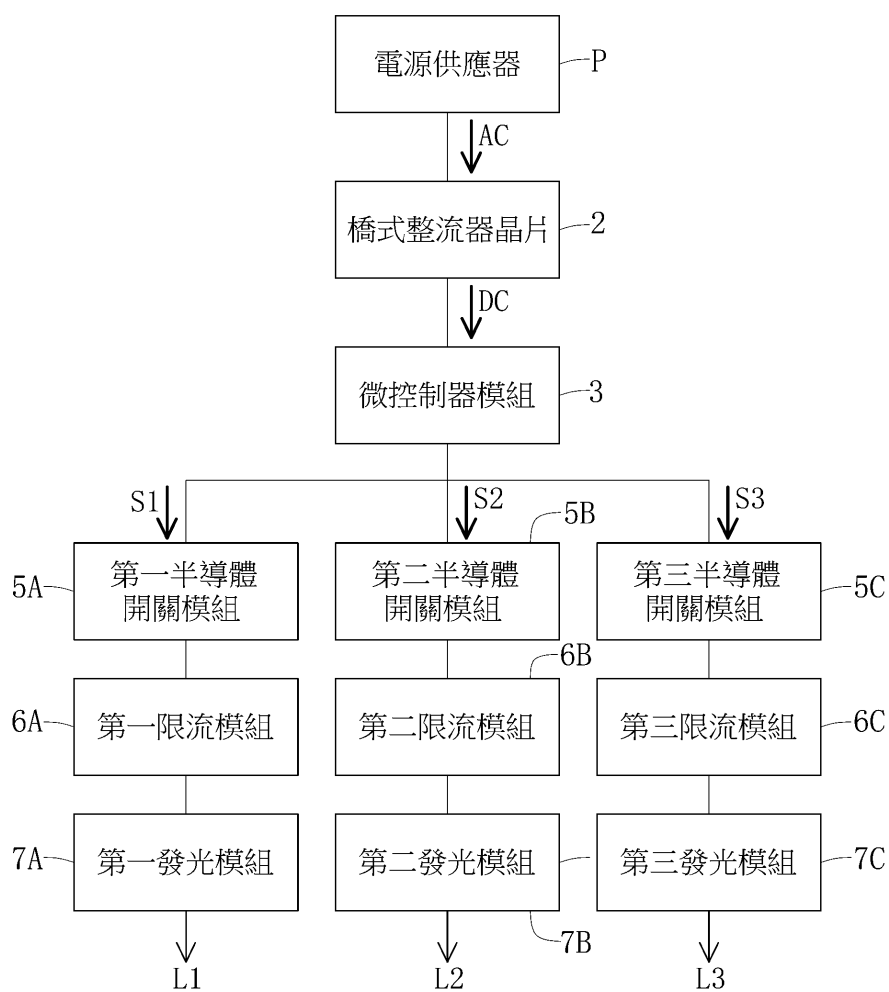 電源供應器
P
AC
橋式整流器晶片
2
DC
微控制器模組
3
S1
S2
S3
5B
5A
第一半導體
開關模組
第二半導體
開關模組
第三半導體
開關模組
5C
6B
6A
第一限流模組
第二限流模組
第三限流模組
6C
7A
第一發光模組
第二發光模組
第三發光模組
7C
7B
L1
L2
L3